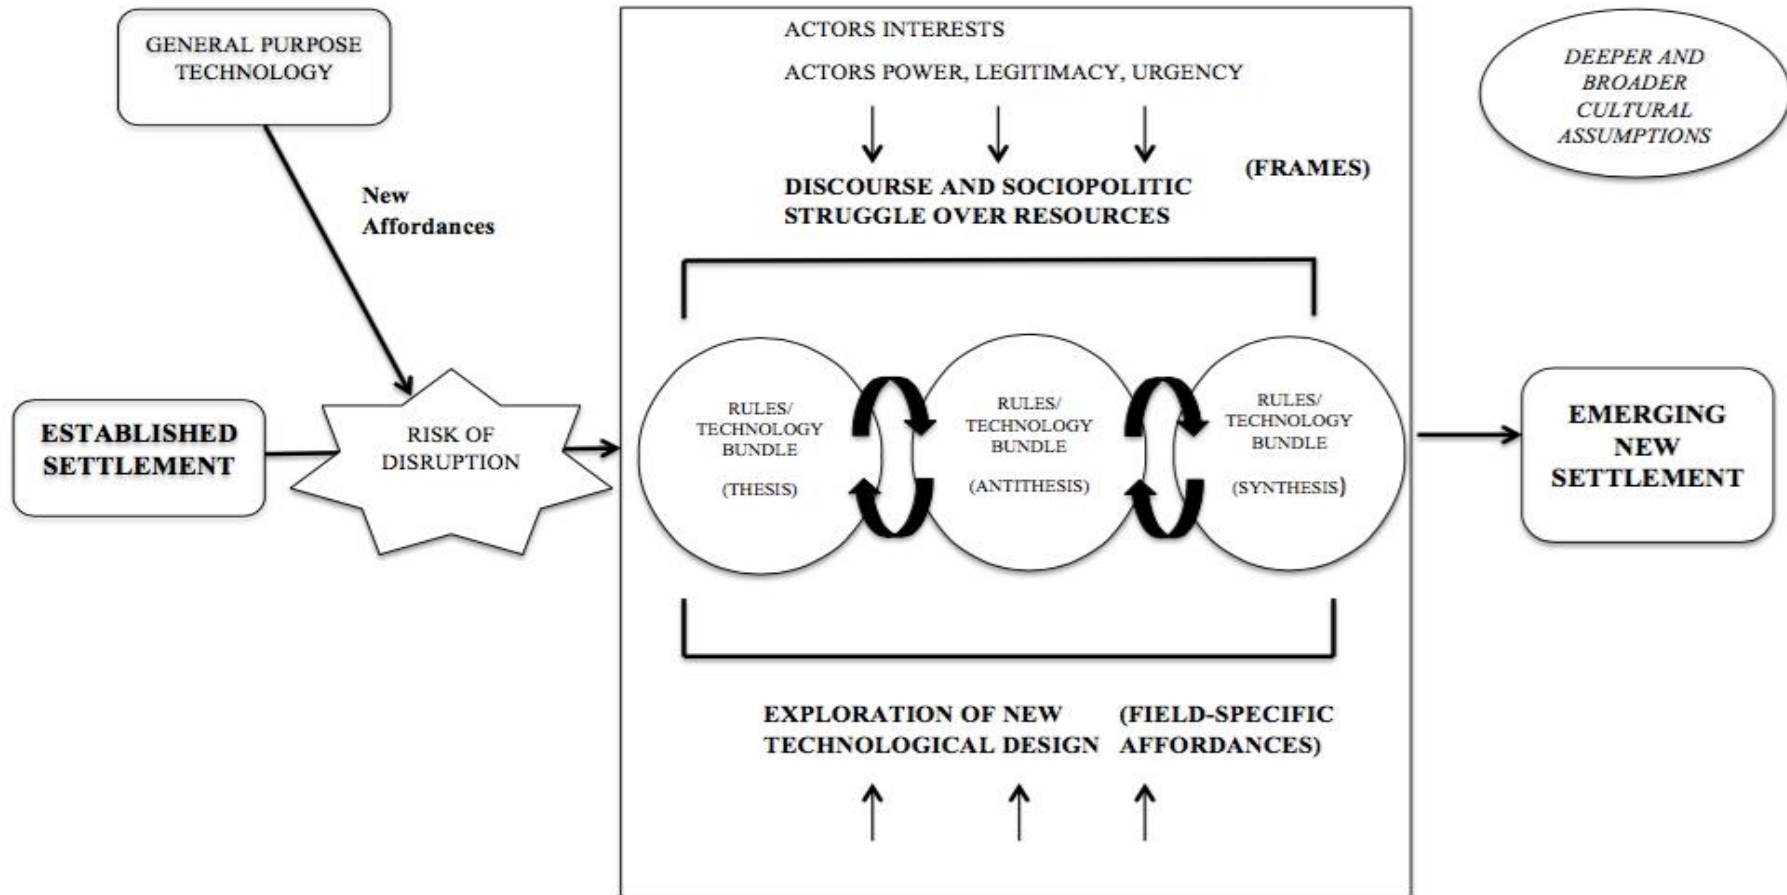 GENERAL PURPOSE
TECHNOLOGY
New
Affordances
ESTABLISHED
SETTLEMENT
RISK OF
DISRUPTION
ACTORS INTERESTS
ACTORS POWER, LEGITIMACY, URGENCY
(FRAMES)
DISCOURSE AND SOCIOPOLITIC
STRUGGLE OVER RESOURCES
RULES/
TECHNOLOGY
BUNDLE
(THESIS)
RULES/
TECHNOLOGY
BUNDLE
(ANTITHESIS)
RULES/
TECHNOLOGY
BUNDLE
(SYNTHESIS)
EXPLORATION OF NEW
TECHNOLOGICAL DESIGN
(FIELD-SPECIFIC
AFFORDANCES)
DEEPER AND
BROADER
CULTURAL
ASSUMPTIONS
EMERGING
NEW
SETTLEMENT